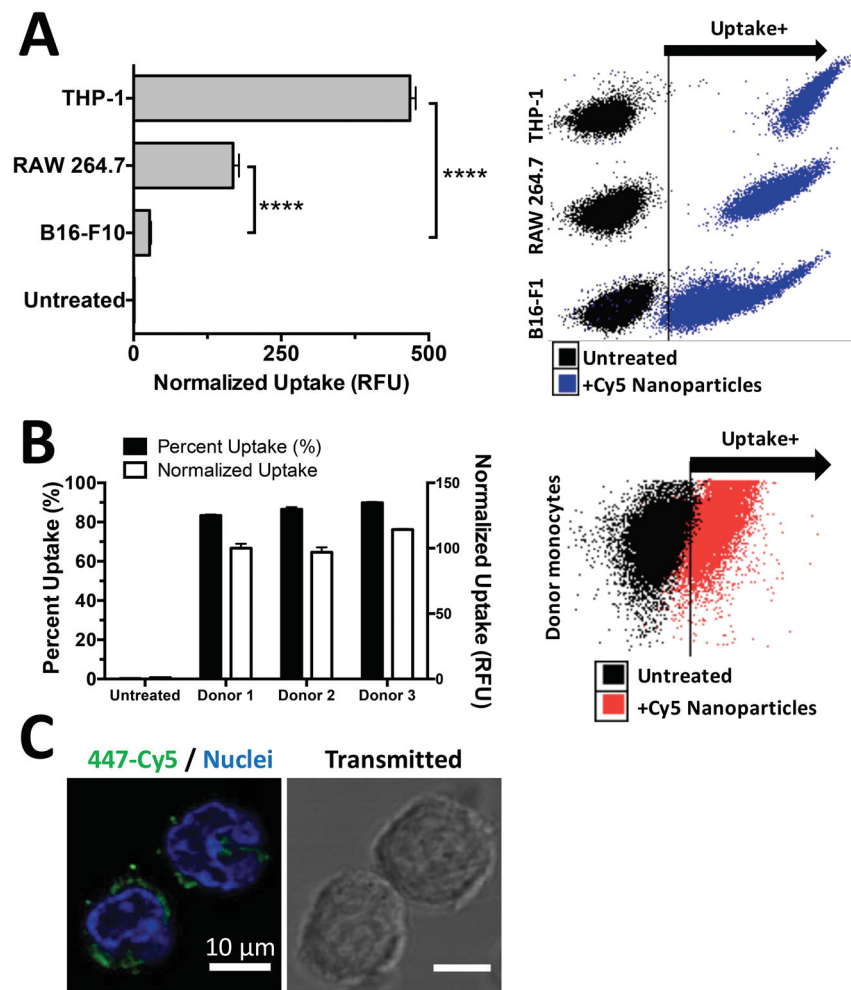 A
THP-1
RAW 264.7
B16-F10
Untreated
****
****
0
250
500
Normalized Uptake (RFU)
Uptake+
THP-1
RAW 264.7
B16-F1
Untreated
+Cy5 Nanoparticles
B
Percent Uptake (%)
Normalized Uptake
Percent Uptake (%)
100
80
60
40
20
0
150
100
50
0
Normalized Uptake (RFU)
Untreated
Donor 1
Donor 2
Donor 3
Uptake+
Donor monocytes
Untreated
+Cy5 Nanoparticles
C
447-Cy5 / Nuclei
Transmitted
10 μm